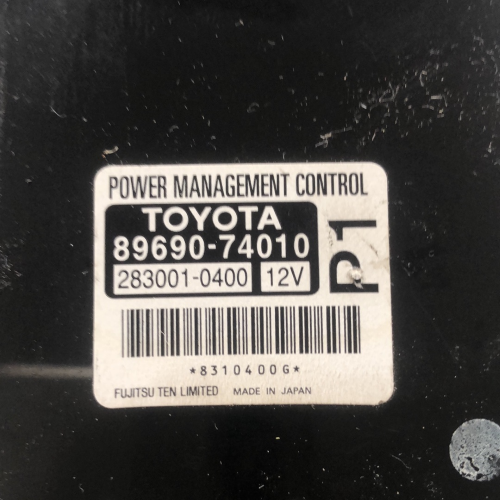 POWER MANAGEMENT CONTROL
TOYOTA
89690-74010
283001-0400 12V
P1
*8310400G*
FUJITSU TEN LIMITED MADE IN JAPAN